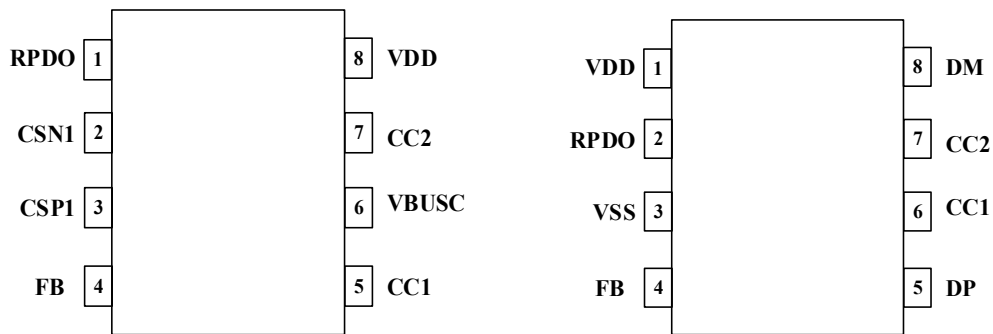 RPDO 1 8 VDD
CSN1 2 7 CC2
CSP1 3 6 VBUSC
FB 4 5 CC1
VDD 1 8 DM
RPDO 2 7 CC2
VSS 3 6 CC1
FB 4 5 DP